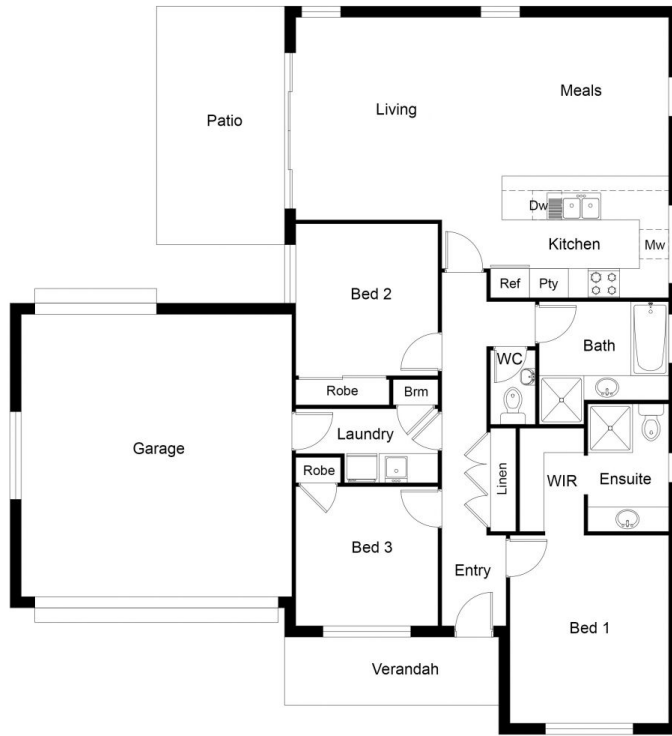 Meals
Living
Patio
Dw
Kitchen
Mw
Bed 2
Ref
Pty
Bath
WC
Robe
Brm
Laundry
Garage
Robe
Linen
WIR
Ensuite
Bed 3
Entry
Bed 1
Verandah